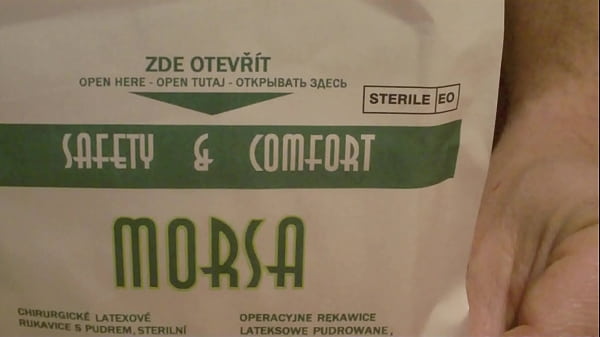 ZDE OTEVŘÍT
OPEN HERE - OPEN TUTAJ - ОТКРЫВАТЬ ЗДЕСЬ
STERILE EO
SAFETY & COMFORT
MORSA
CHIRURGICKÉ LATEXOVÉ
RUKAVICE S PUDREM, STERILNÍ
OPERACYJNE RĘKAWICE
LATEKSOWE PUDROWANE,